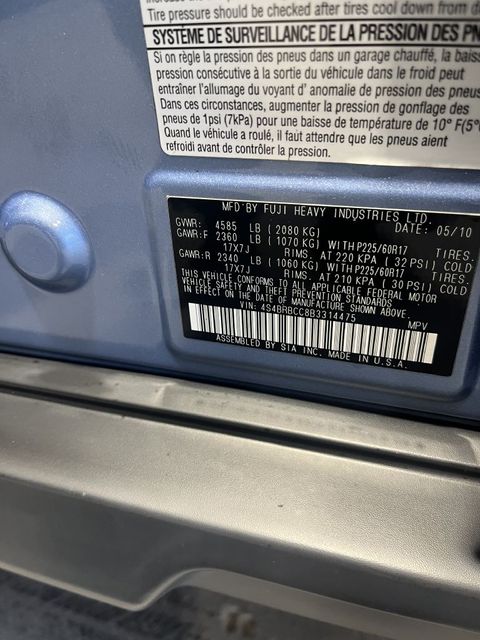 Tire pressure should be checked after tires cool down from
SYSTÈME DE SURVEILLANCE DE LA PRESSION DES
Si on règle la pression des pneus dans un garage chauffé, la
pression consécutive à la sortie du véhicule dans le froid peut
entraîner l'allumage du voyant d' anomalie de pression des pneus
Dans ces circonstances, augmenter la pression de gonflage des
pneus de 1psi (7kPa) pour une baisse de température de 10° F(5°
Quand le véhicule a roulé, il faût attendre que les pneus aient
refroidi avant de contrôler la pression.
MFD BY FUJI HEAVY INDUSTRIES LTD.
GVWR: 4585 LB ( 2080 KG) DATE: 05/10
GAWR:F 2360 LB ( 1070 KG) WITH P225/60R17 TIRES.
17X7J RIMS. AT 220 KPA ( 32 PSI) COLD
GAWR:R 2340 LB ( 1060 KG) WITH P225/60R17 TIRES.
17X7J RIMS. AT 210 KPA ( 30 PSI) COLD
THIS VEHICLE CONFORMS TO ALL APPLICABLE FEDERAL MOTOR
VEHICLE SAFETY AND THEFT PREVENTION STANDARDS
IN EFFECT ON THE DATE OF MANUFACTURE SHOWN ABOVE.
VIN: 4S4BRBCC8B3314475
MPV
ASSEMBLED BY SIA INC. MADE IN U.S.A.